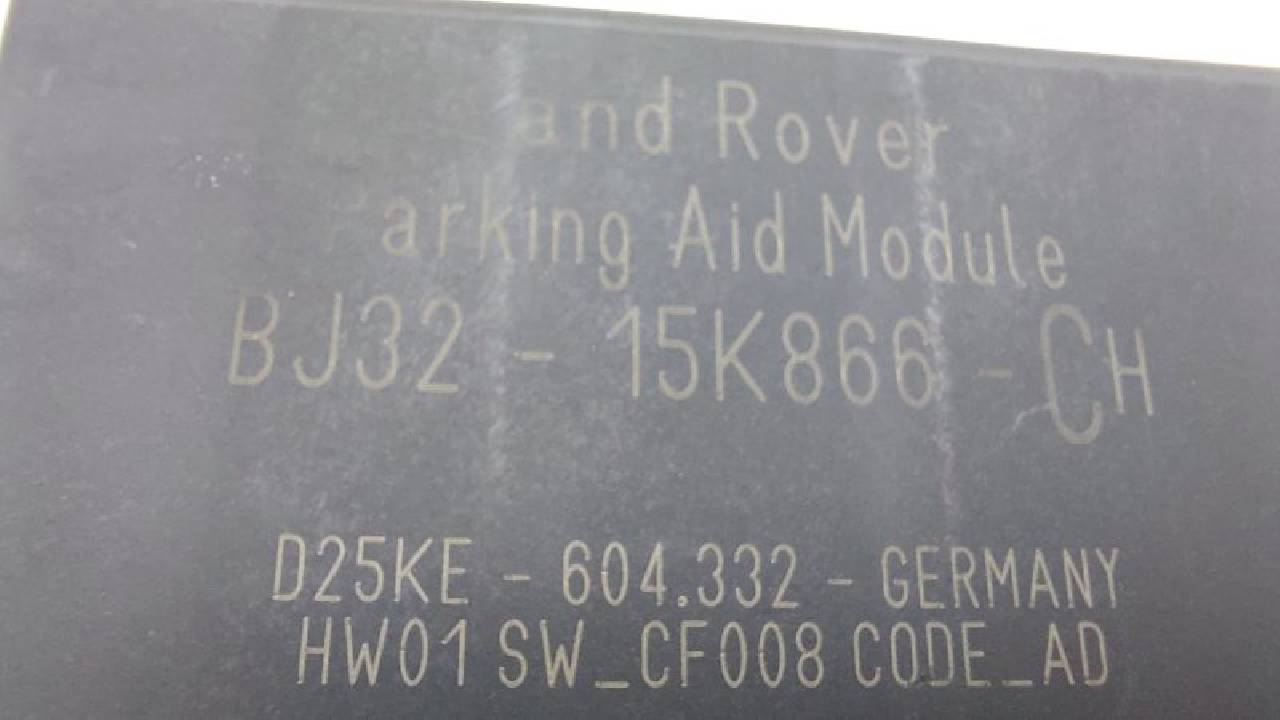 and Rover
arking Aid Module
BJ32 - 15K866 - CH
D25KE - 604.332 - GERMANY
HW01 SW_CF008 CODE_AD